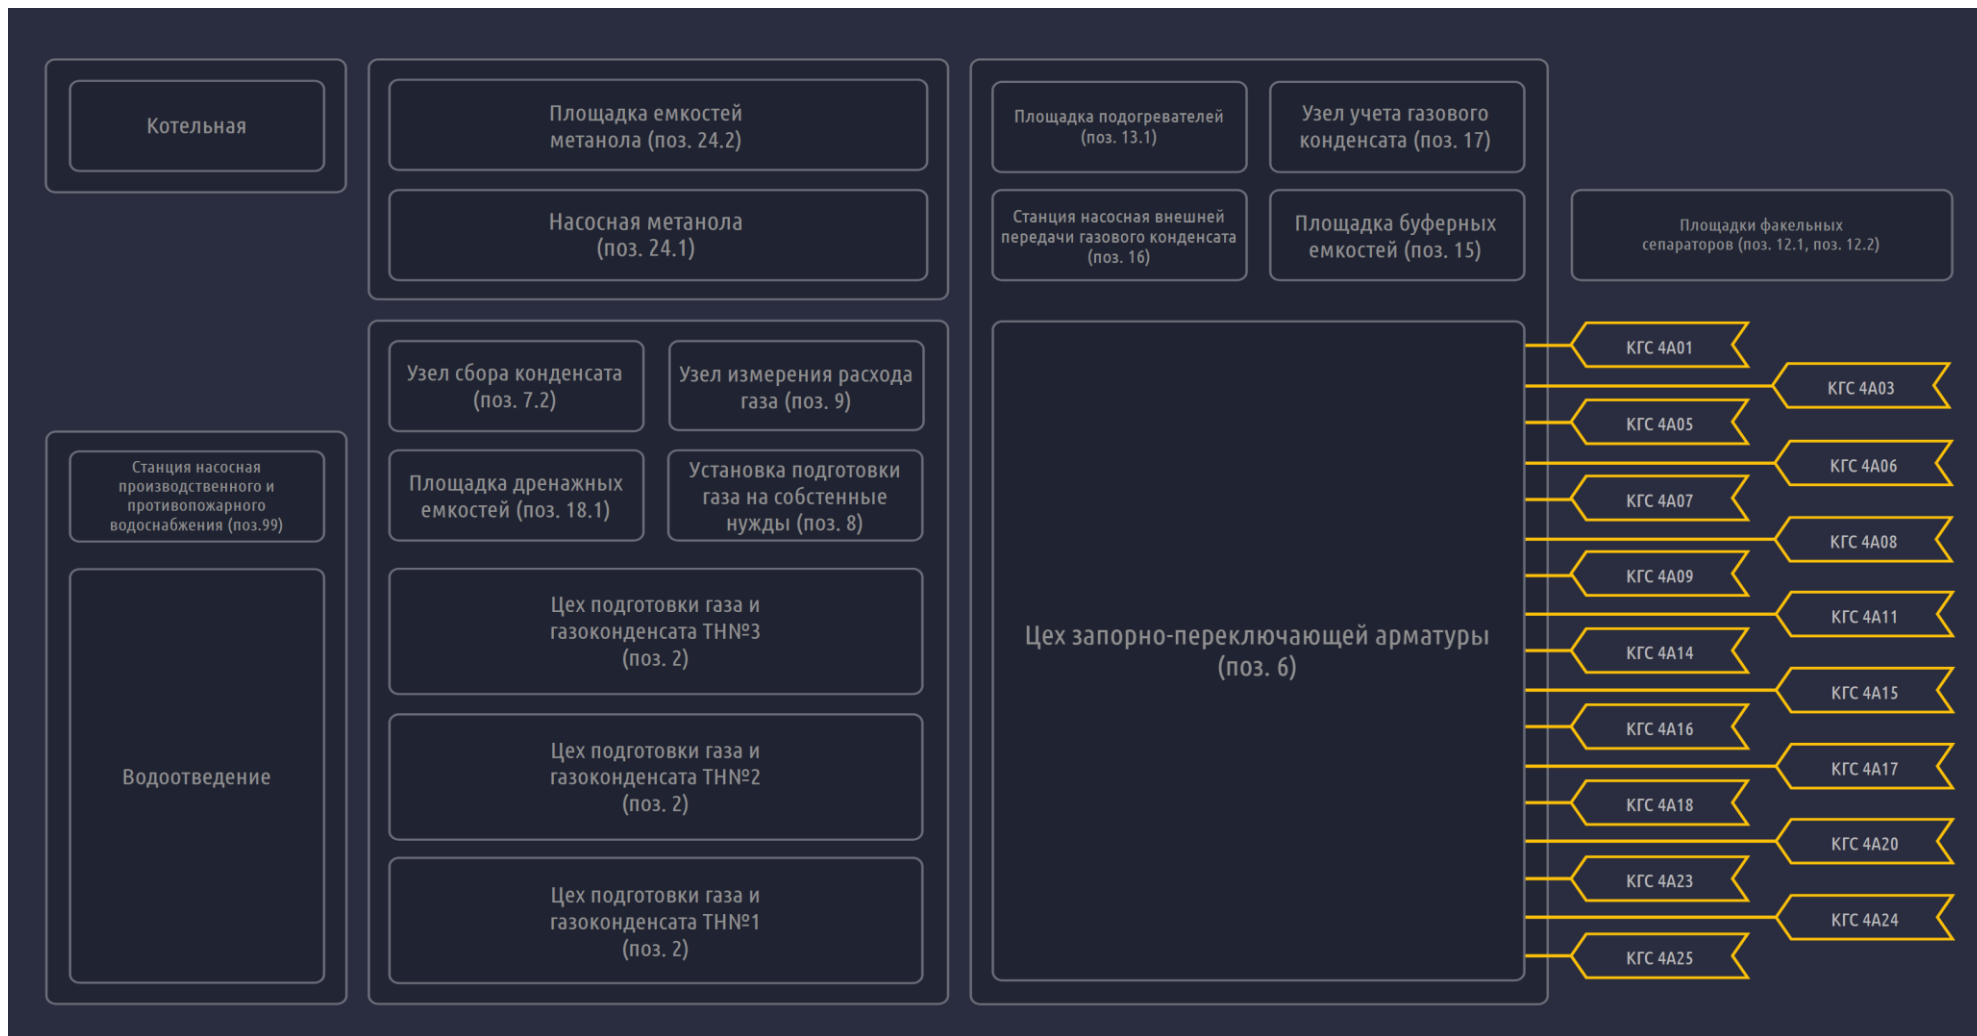 Котельная
Площадка емкостей
метанола (поз. 24.2)
Насосная метанола
(поз. 24.1)
Площадка подогревателей
(поз. 13.1)
Узел учета газового
конденсата (поз. 17)
Станция насосная внешней
передачи газового конденсата
(поз. 16)
Площадка буферных
емкостей (поз. 15)
Площадки факельных
сепараторов (поз. 12.1, поз. 12.2)
Узел сбора конденсата
(поз. 7.2)
Узел измерения расхода
газа (поз. 9)
Площадка дренажных
емкостей (поз. 18.1)
Установка подготовки
газа на собстенные
нужды (поз. 8)
Станция насосная
производственного и
противопожарного
водоснабжения (поз.99)
Водоотведение
Цех подготовки газа и
газоконденсата ТН№3
(поз. 2)
Цех подготовки газа и
газоконденсата ТН№2
(поз. 2)
Цех подготовки газа и
газоконденсата ТН№1
(поз. 2)
Цех запорно-переключающей арматуры
(поз. 6)
КГС 4А01
КГС 4А03
КГС 4А05
КГС 4А06
КГС 4А07
КГС 4А08
КГС 4А09
КГС 4А11
КГС 4А14
КГС 4А15
КГС 4А16
КГС 4А17
КГС 4А18
КГС 4А20
КГС 4А23
КГС 4А24
КГС 4А25